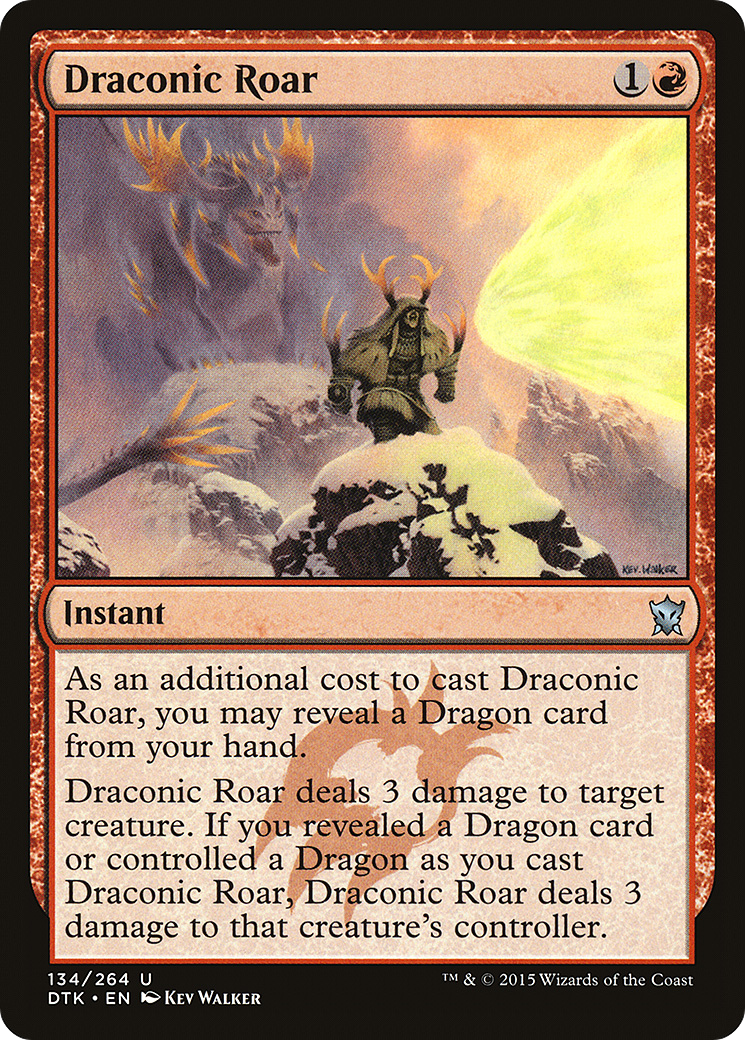 Draconic Roar 1
KEV. WALKER
Instant
As an additional cost to cast Draconic
Roar, you may reveal a Dragon card
from your hand.
Draconic Roar deals 3 damage to target
creature. If you revealed a Dragon card
or controlled a Dragon as you cast
Draconic Roar, Draconic Roar deals 3
damage to that creature's controller.
134/264 U
DTK • EN Kev Walker
™ & © 2015 Wizards of the Coast